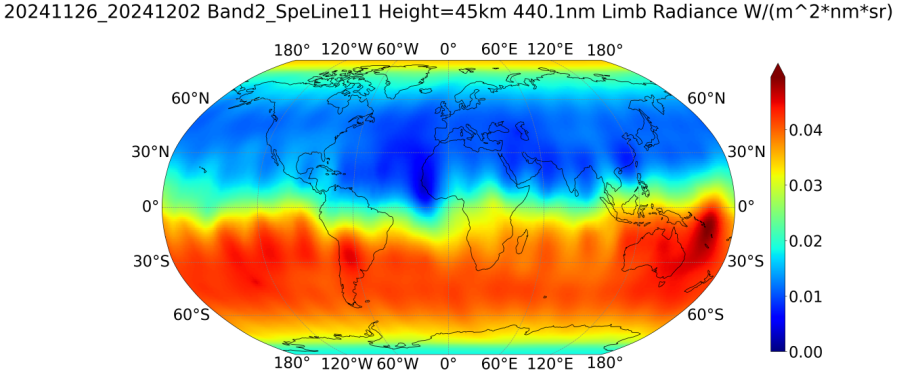 20241126_20241202 Band2_SpeLine11 Height=45km 440.1nm Limb Radiance W/(m^2*nm*sr)
180° 120°W 60°W 0° 60°E 120°E 180°
60°N 60°N
0.04
30°N 30°N
0.03
0° 0°
0.02
30°S 30°S
0.01
60°S 60°S
0.00
180° 120°W 60°W 0° 60°E 120°E 180°